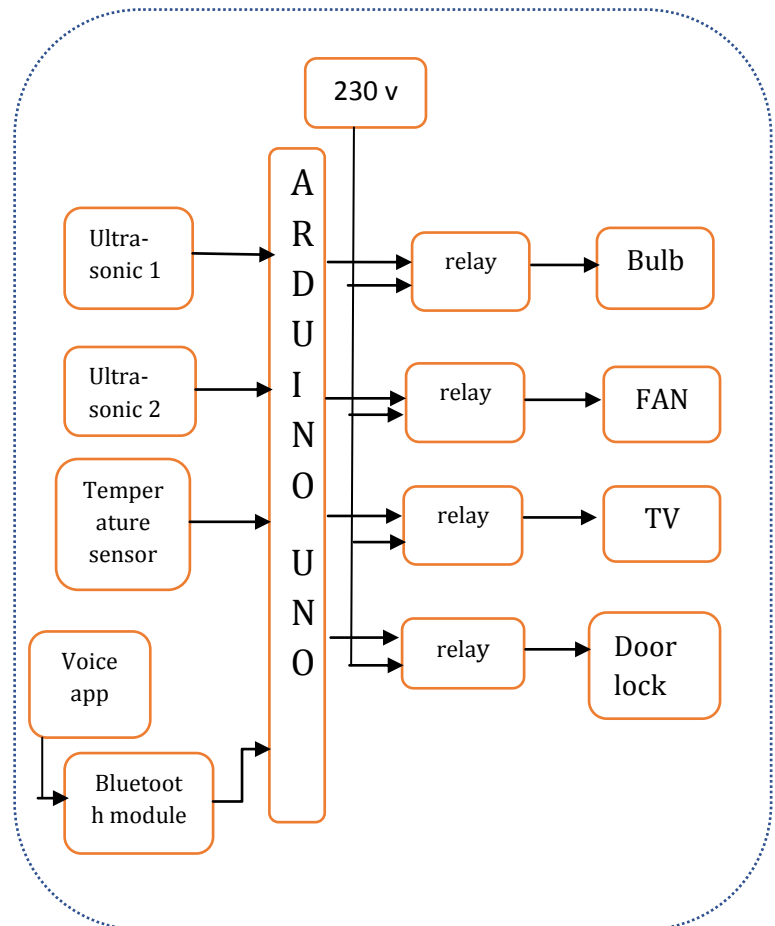 230 v
A
R
D
U
I
N
O
U
N
O
Ultra-
sonic 1
Ultra-
sonic 2
Temper
ature
sensor
Voice
app
Bluetoot
h module
relay
Bulb
relay
FAN
relay
TV
relay
Door
lock